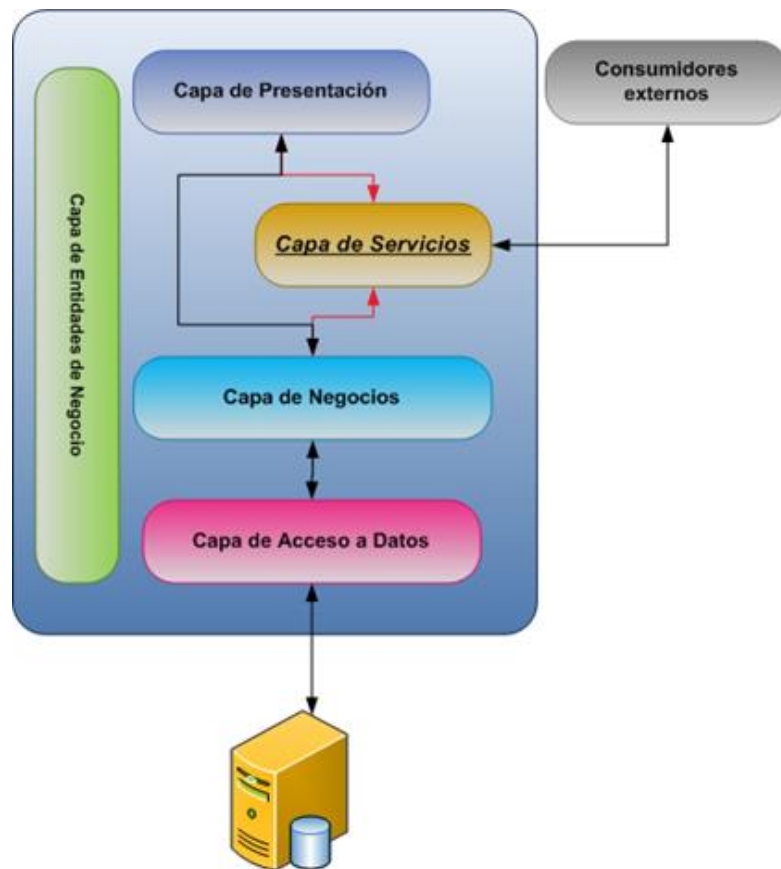 Capa de Presentación
Consumidores
externos
Capa de Entidades de Negocio
Capa de Servicios
Capa de Negocios
Capa de Acceso a Datos